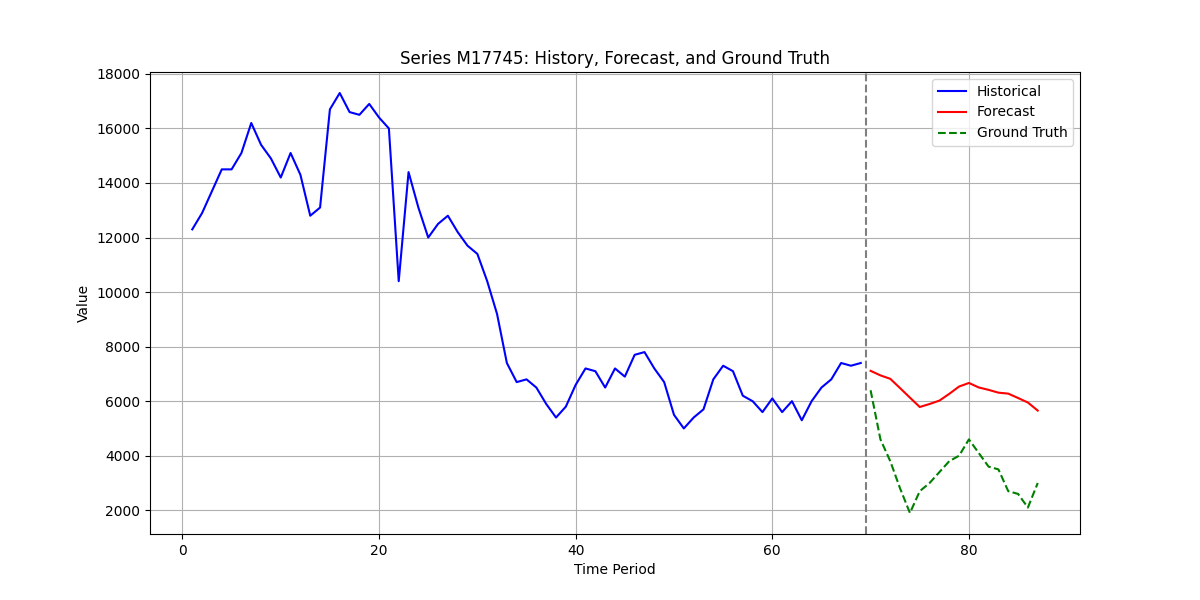 Series M17745: History, Forecast, and Ground Truth
18000
16000
14000
12000
10000
8000
6000
4000
2000
Value
0
20
40
60
80
Time Period
Historical
Forecast
Ground Truth